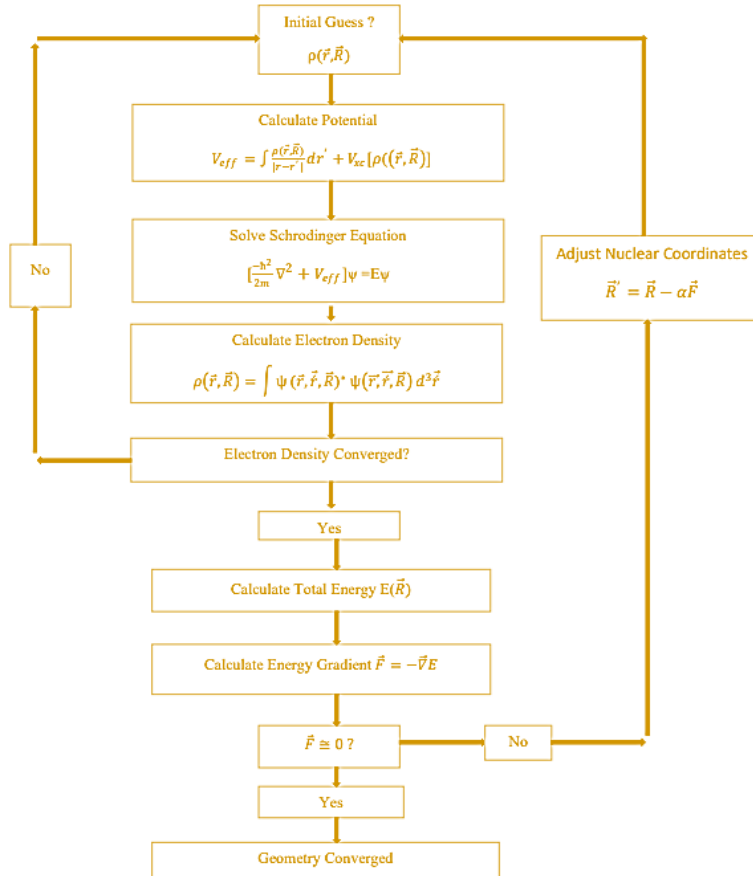 Initial Guess ?
ρ(r⃗,R⃗)
Calculate Potential
V_eff = ∫ ρ(r⃗,R⃗)/|r−r′| dr′ + V_xc[ρ((r⃗,R⃗)]
Solve Schrodinger Equation
[−ħ²/2m ∇² + V_eff]ψ =Eψ
No
Adjust Nuclear Coordinates
R⃗′ = R⃗ − αF⃗
Calculate Electron Density
ρ(r⃗,R⃗) = ∫ ψ (r⃗,ŕ⃗,R⃗)* ψ(r⃗,ŕ⃗,R⃗) d³ŕ⃗
Electron Density Converged?
Yes
Calculate Total Energy E(R⃗)
Calculate Energy Gradient F⃗ = −∇⃗E
F⃗ ≅ 0 ?
No
Yes
Geometry Converged